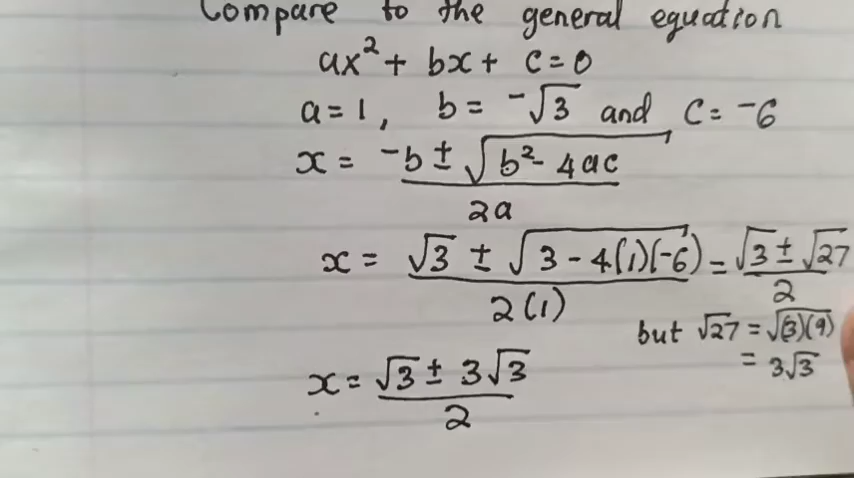 Compare to the general equation
ax² + bx + c = 0
a = 1, b = -√3 and c = -6
x = (-b ± √(b² - 4ac)) / 2a
x = (√3 ± √(3 - 4(1)(-6))) / 2(1) = (√3 ± √27) / 2
but √27 = √(3)(9)
= 3√3
x = (√3 ± 3√3) / 2